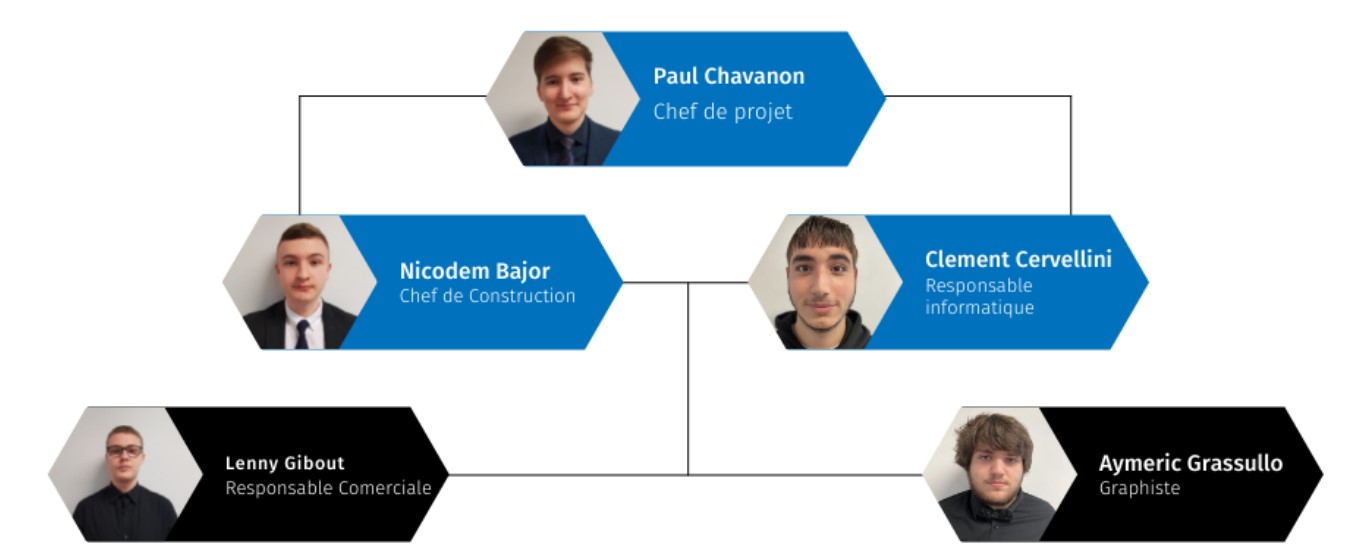 Paul Chavanon
Chef de projet
Nicodem Bajor
Chef de Construction
Clement Cervellini
Responsable
informatique
Lenny Gibout
Responsable Comerciale
Aymeric Grassullo
Graphiste